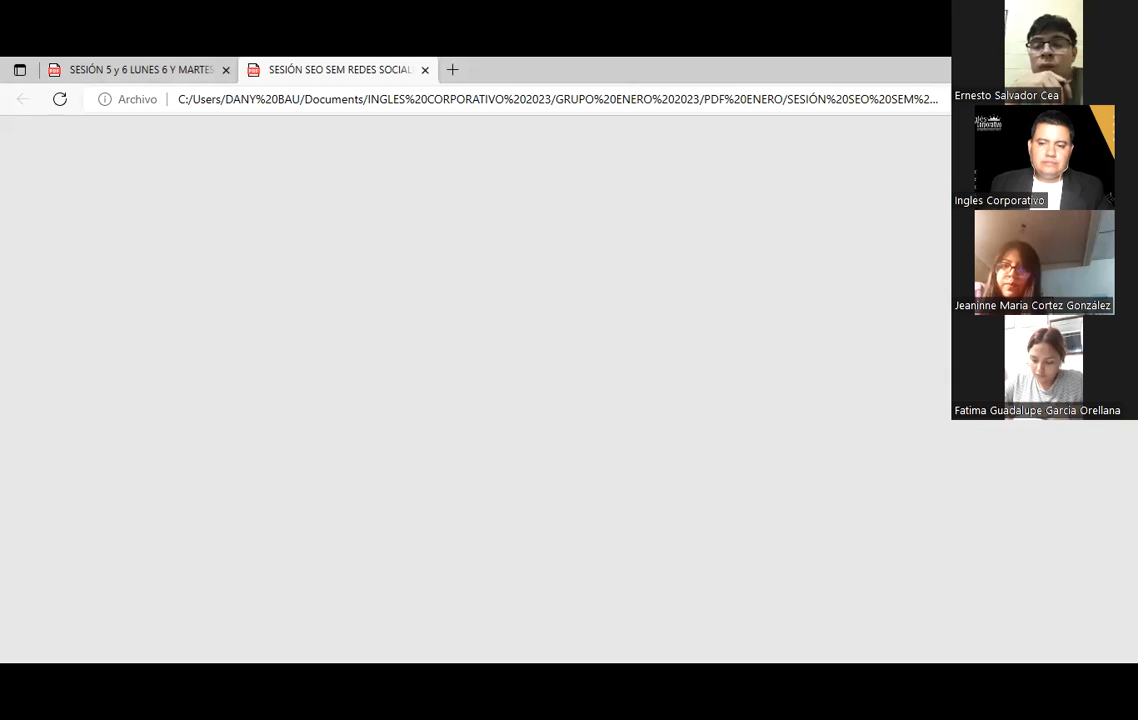 SESIÓN 5 y 6 LUNES 6 Y MARTES
SESIÓN SEO SEM REDES SOCIAL
Archivo
C:/Users/DANY%20BAU/Documents/INGLES%20CORPORATIVO%202023/GRUPO%20ENERO%202023/PDF%20ENERO/SESIÓN%20SEO%20SEM%2...
Ernesto Salvador Cea
Ingles Corporativo
Jeaninne Maria Cortez González
Fatima Guadalupe Garcia Orellana